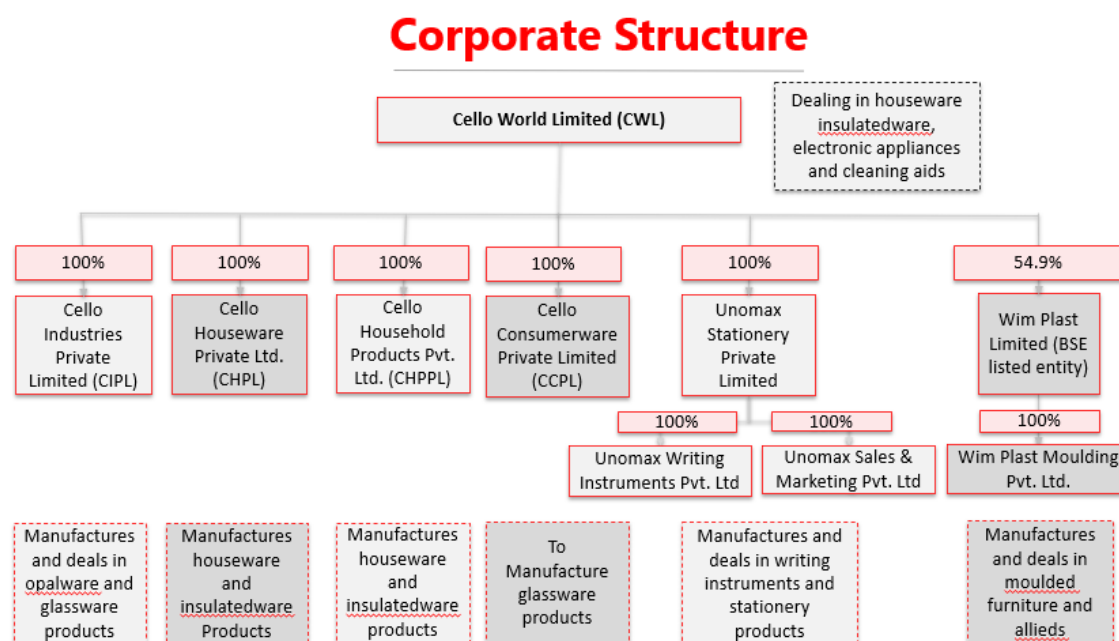 Corporate Structure
Cello World Limited (CWL)
Dealing in houseware
insulatedware,
electronic appliances
and cleaning aids
100%
100%
100%
100%
100%
54.9%
Cello
Industries
Private
Limited (CIPL)
Cello
Houseware
Private Ltd.
(CHPL)
Cello
Household
Products Pvt.
Ltd. (CHPPL)
Cello
Consumerware
Private Limited
(CCPL)
Unomax
Stationery
Private
Limited
Wim Plast
Limited (BSE
listed entity)
100%
100%
100%
Unomax Writing
Instruments Pvt. Ltd
Unomax Sales &
Marketing Pvt. Ltd
Wim Plast Moulding
Pvt. Ltd.
Manufactures
and deals in
opalware and
glassware
products
Manufactures
houseware
and
insulatedware
Products
Manufactures
houseware
and
insulatedware
products
To
Manufacture
glassware
products
Manufactures and
deals in writing
instruments and
stationery
products
Manufactures
and deals in
moulded
furniture and
allieds